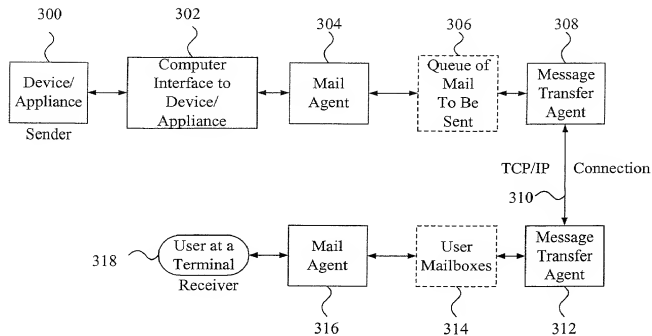 300
302
304
306
308
Device/
Appliance
Sender
Computer
Interface to
Device/
Appliance
Mail
Agent
Queue of
Mail
To Be
Sent
Message
Transfer
Agent
TCP/IP Connection
310
318
User at a
Terminal
Receiver
Mail
Agent
User
Mailboxes
Message
Transfer
Agent
316
314
312